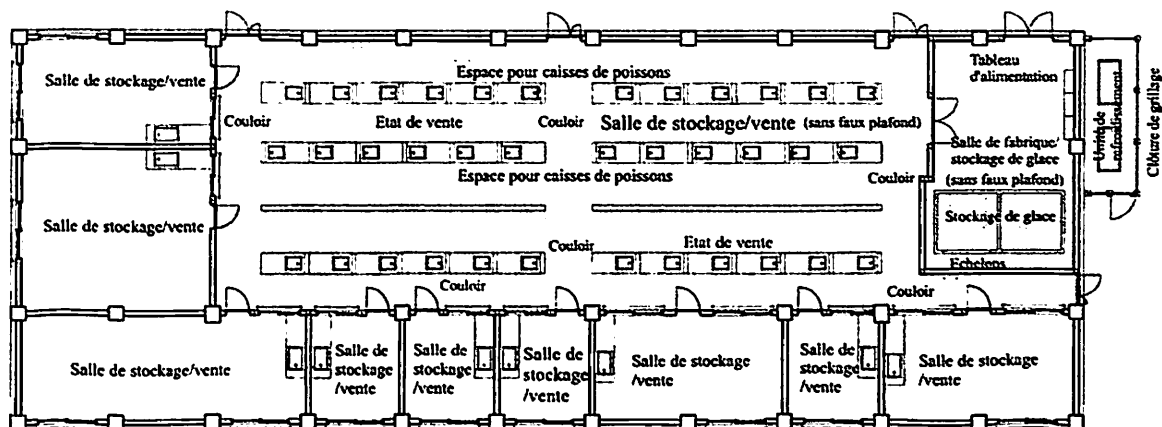 Salle de stockage/vente
Espace pour caisses de poissons
Tableau
d'alimentation
Couloir
Etat de vente
Couloir
Salle de stockage/vente (sans faux plafond)
Unité de
refroidissement
Clôure de grillage
Salle de fabrique/
stockage de glace
(sans faux plafond)
Espace pour caisses de poissons
Couloir
Salle de stockage/vente
Stockage de glace
Couloir
Etat de vente
Echelons
Couloir
Couloir
Salle de stockage/vente
Salle de
stockage
/vente
Salle de
stockage
/vente
Salle de
stockage
/vente
Salle de stockage
/vente
Salle de
stockage
/vente
Salle de stockage
/vente